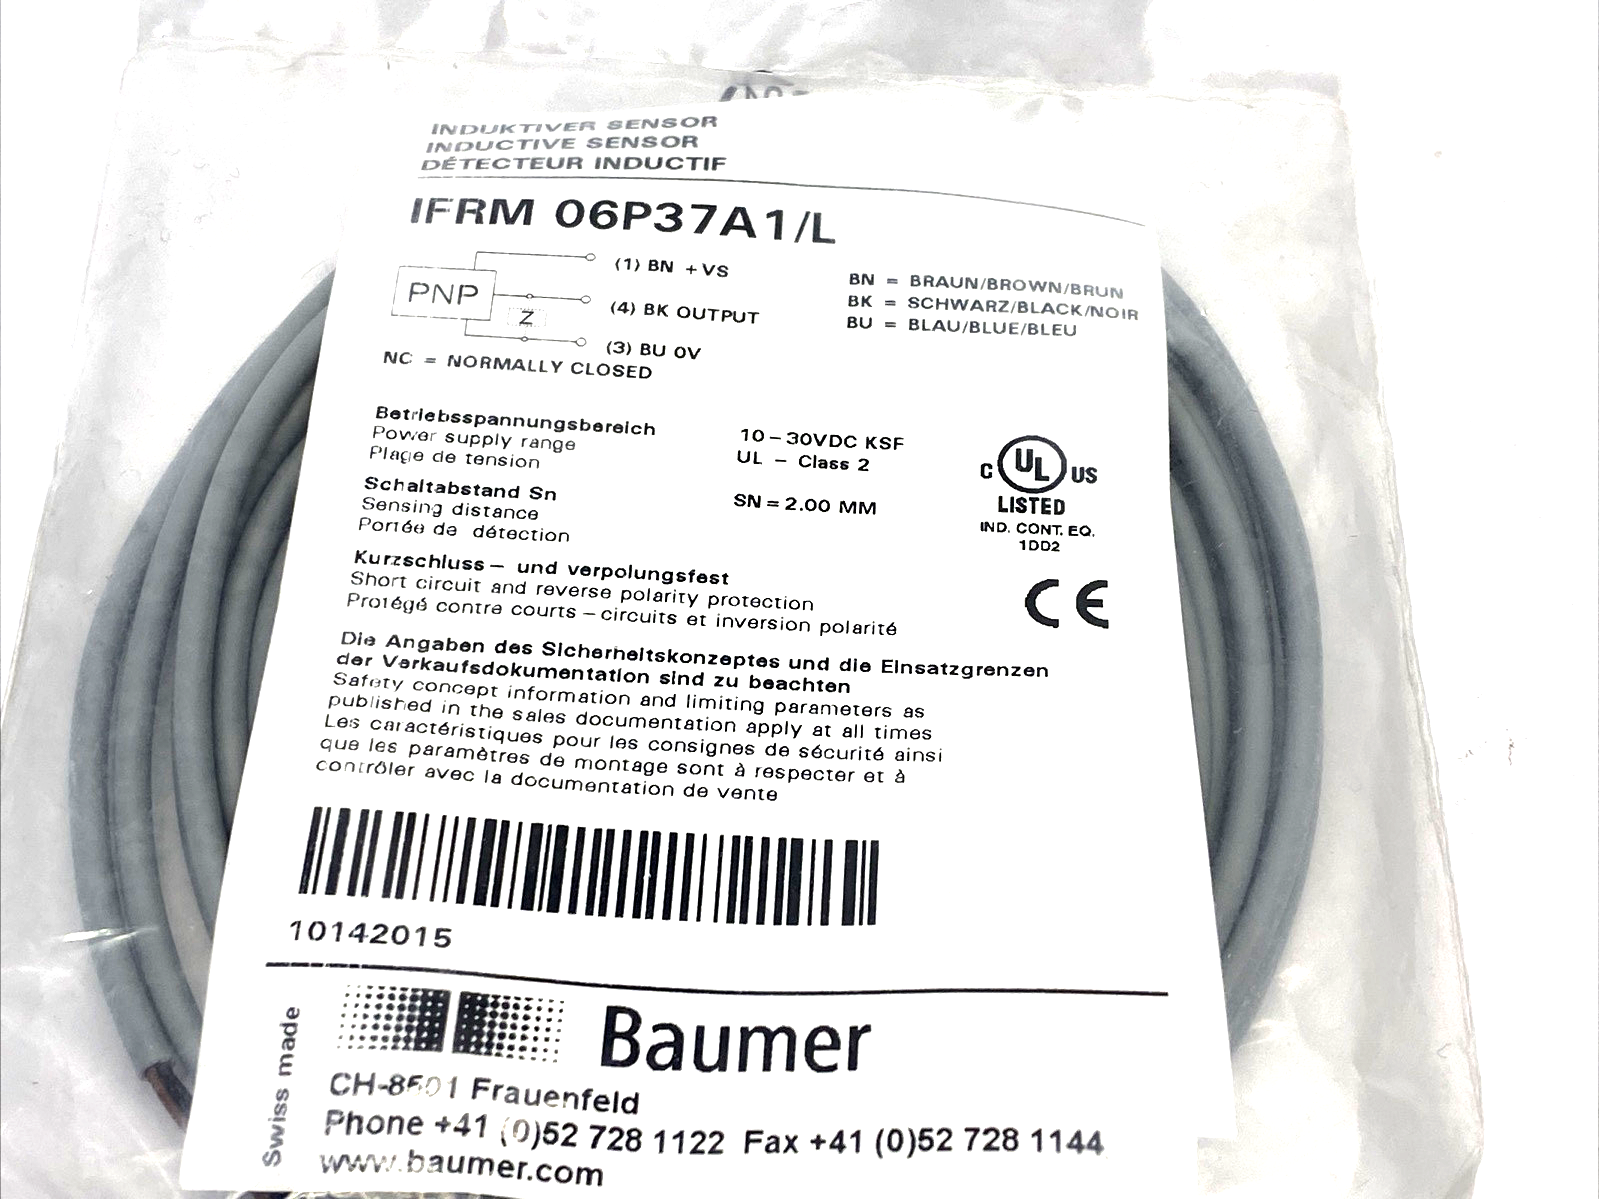 INDUKTIVER SENSOR
INDUCTIVE SENSOR
DÉTECTEUR INDUCTIF
IFRM 06P37A1/L
PNP
Z
(1) BN +VS
(4) BK OUTPUT
(3) BU 0V
NC = NORMALLY CLOSED
BN = BRAUN/BROWN/BRUN
BK = SCHWARZ/BLACK/NOIR
BU = BLAU/BLUE/BLEU
Betriebsspannungsbereich
Power supply range
Plage de tension
10-30VDC KSF
UL - Class 2
Schaltabstand Sn
Sensing distance
Portée de détection
SN = 2.00 MM
C UL US
LISTED
IND. CONT. EQ.
1DD2
Kurzschluss- und verpolungsfest
Short circuit and reverse polarity protection
Protégé contre courts-circuits et inversion polarité
CE
Die Angaben des Sicherheitskonzeptes und die Einsatzgrenzen
der Verkaufsdokumentation sind zu beachten
Safety concept information and limiting parameters as
published in the sales documentation apply at all times
Les caractéristiques pour les consignes de sécurité ainsi
que les paramètres de montage sont à respecter et à
contrôler avec la documentation de vente
10142015
Swiss made
Baumer
CH-8501 Frauenfeld
Phone +41 (0)52 728 1122 Fax +41 (0)52 728 1144
www.baumer.com